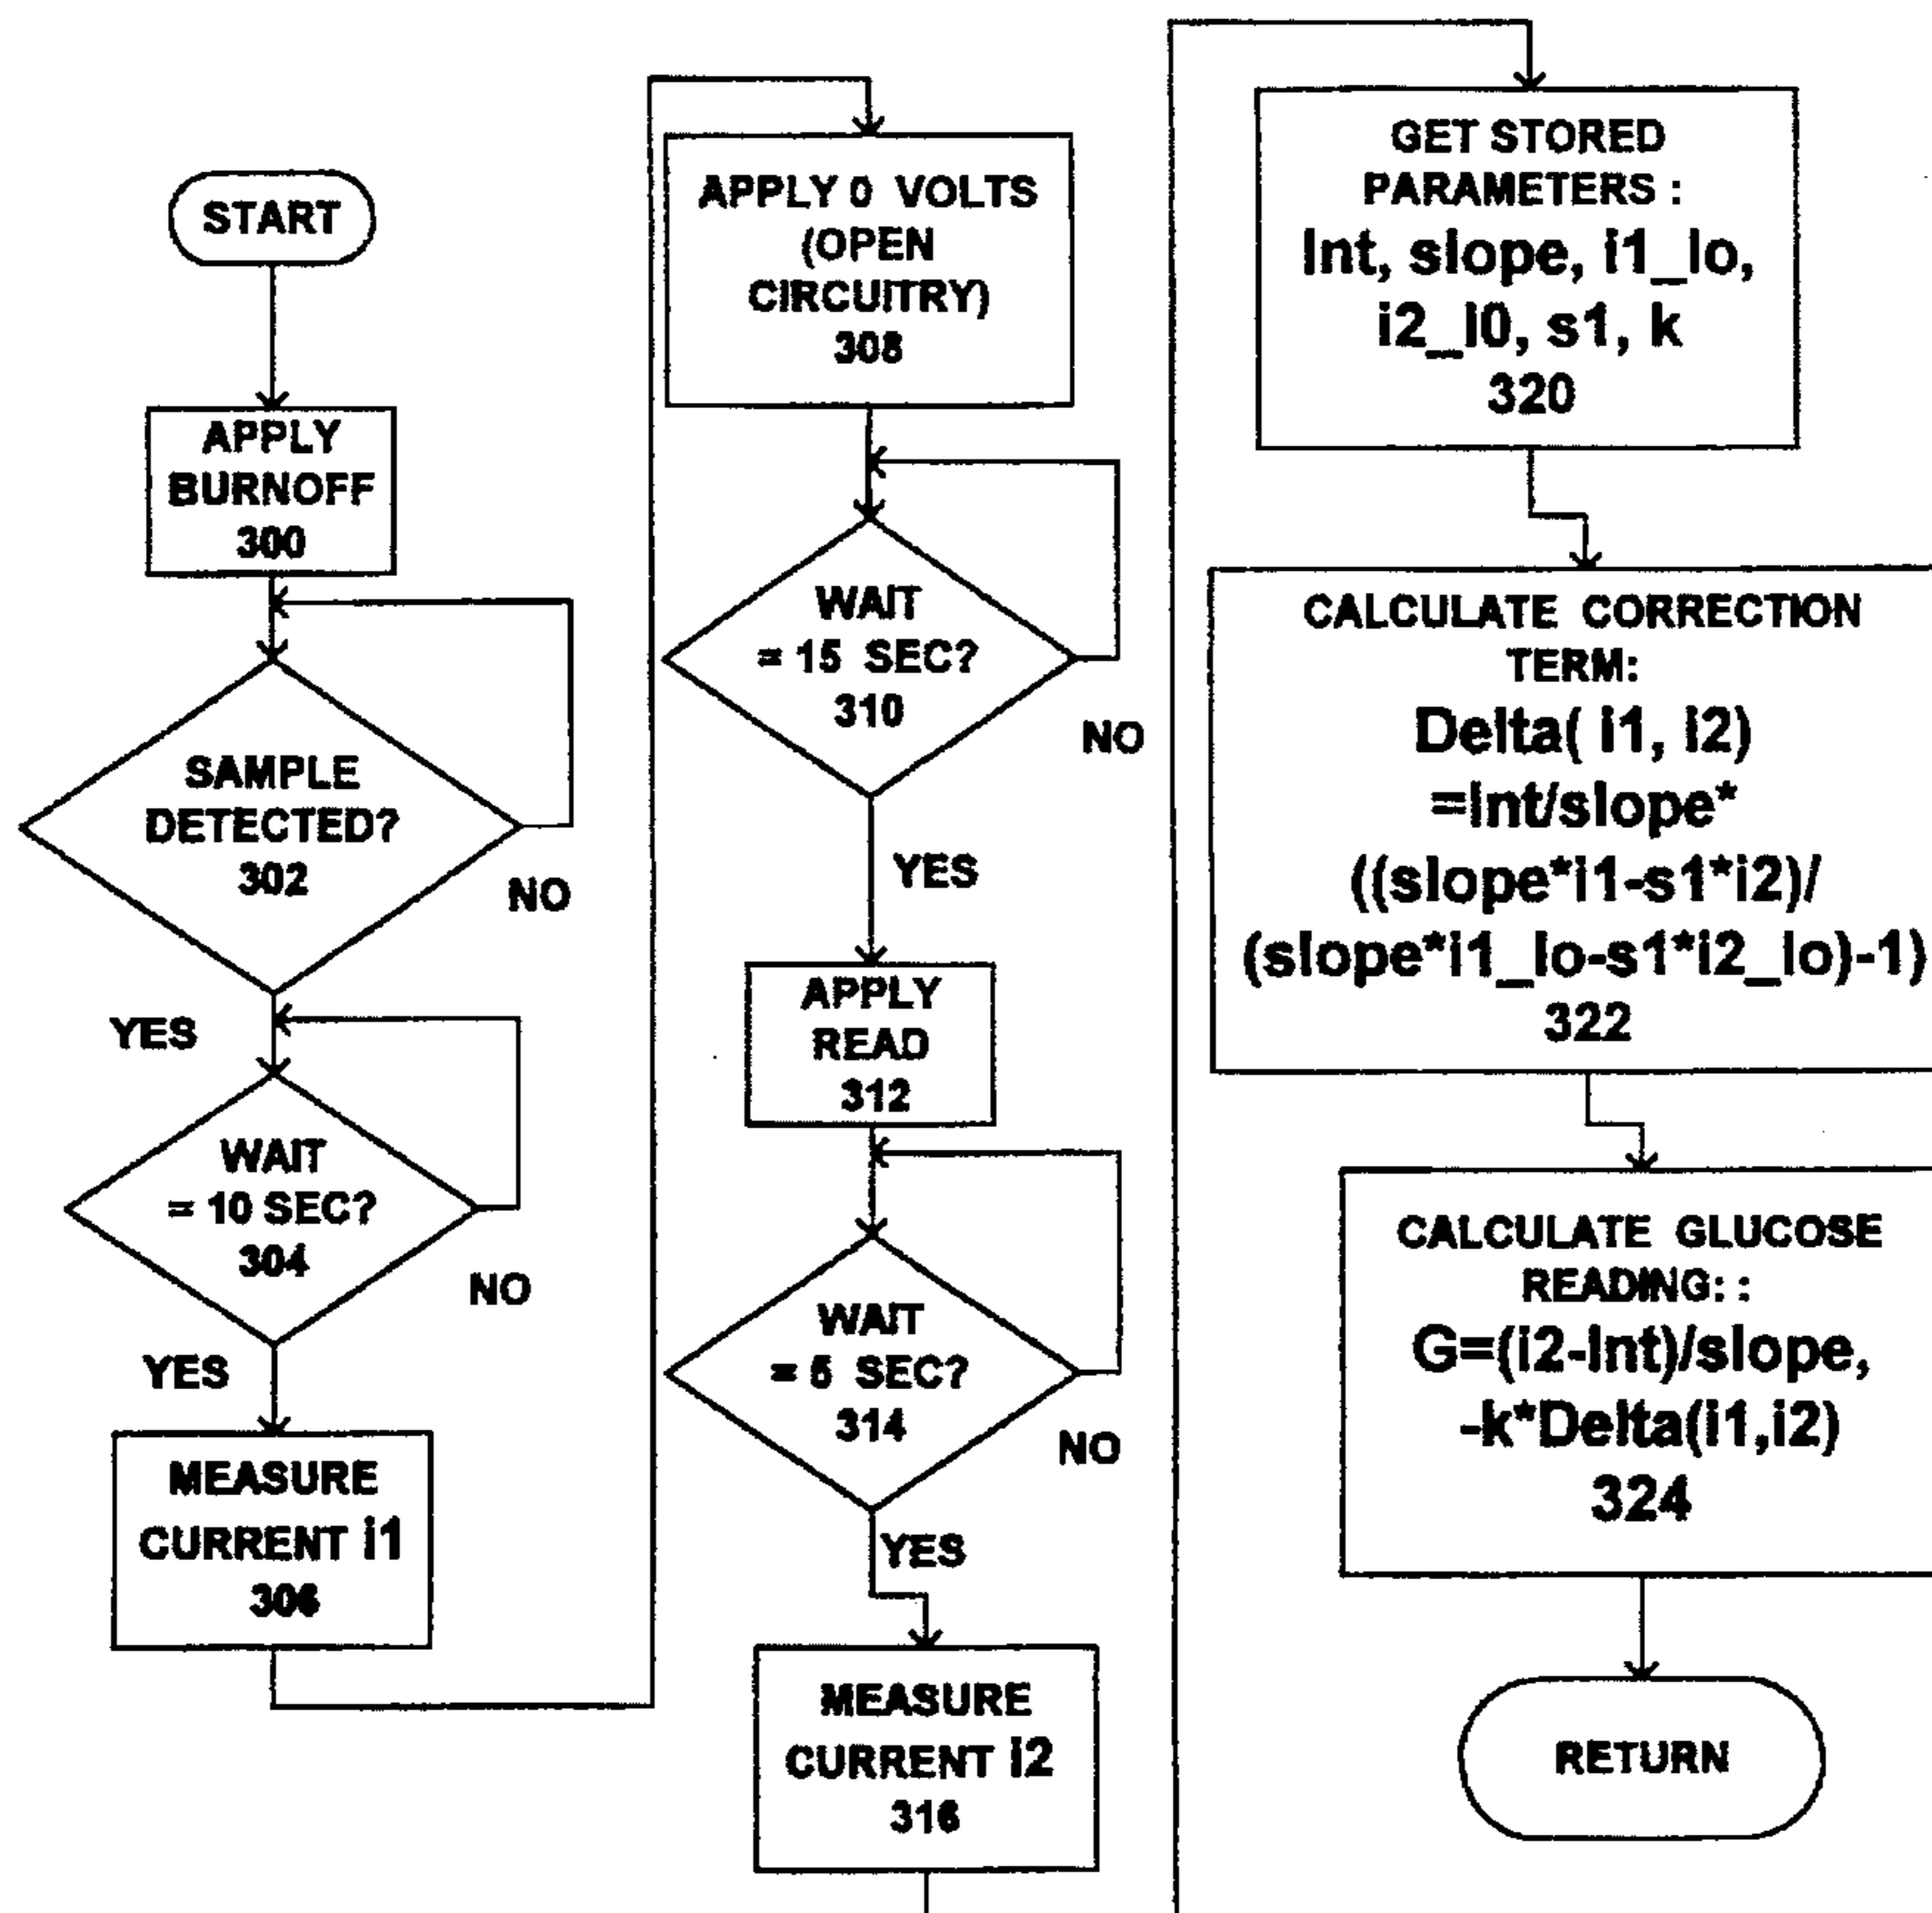 START
APPLY
BURNOFF
300
SAMPLE
DETECTED?
302
NO
YES
WAIT
= 10 SEC?
304
NO
YES
MEASURE
CURRENT i1
306
APPLY 0 VOLTS
(OPEN
CIRCUITRY)
308
WAIT
= 15 SEC?
310
NO
YES
APPLY
READ
312
WAIT
= 5 SEC?
314
NO
YES
MEASURE
CURRENT i2
316
GET STORED
PARAMETERS :
Int, slope, i1_lo,
i2_l0, s1, k
320
CALCULATE CORRECTION
TERM:
Delta( i1, i2)
=Int/slope*
((slope*i1-s1*i2)/
(slope*i1_lo-s1*i2_lo)-1)
322
CALCULATE GLUCOSE
READING: :
G=(i2-Int)/slope,
-k*Delta(i1,i2)
324
RETURN